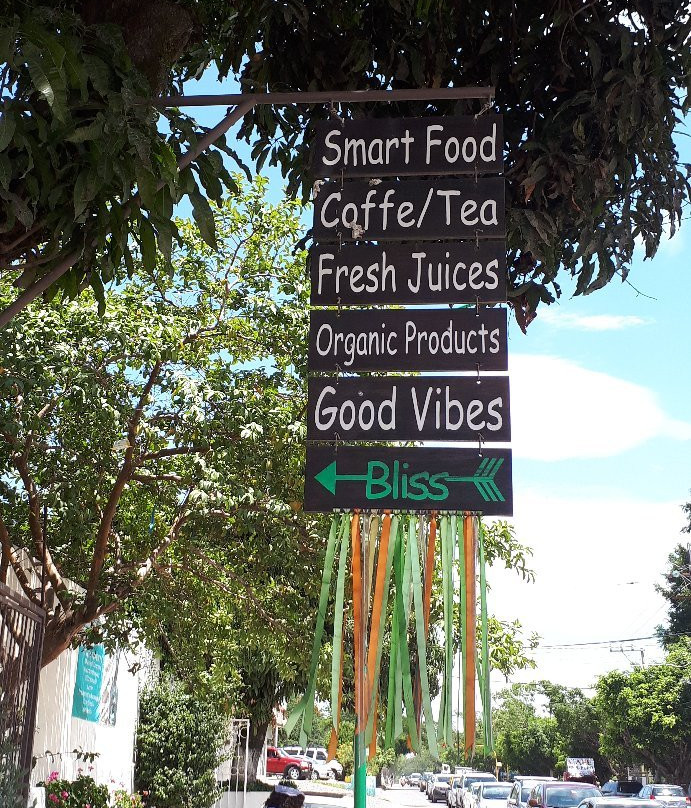 Smart Food
Coffe/Tea
Fresh Juices
Organic Products
Good Vibes
Bliss